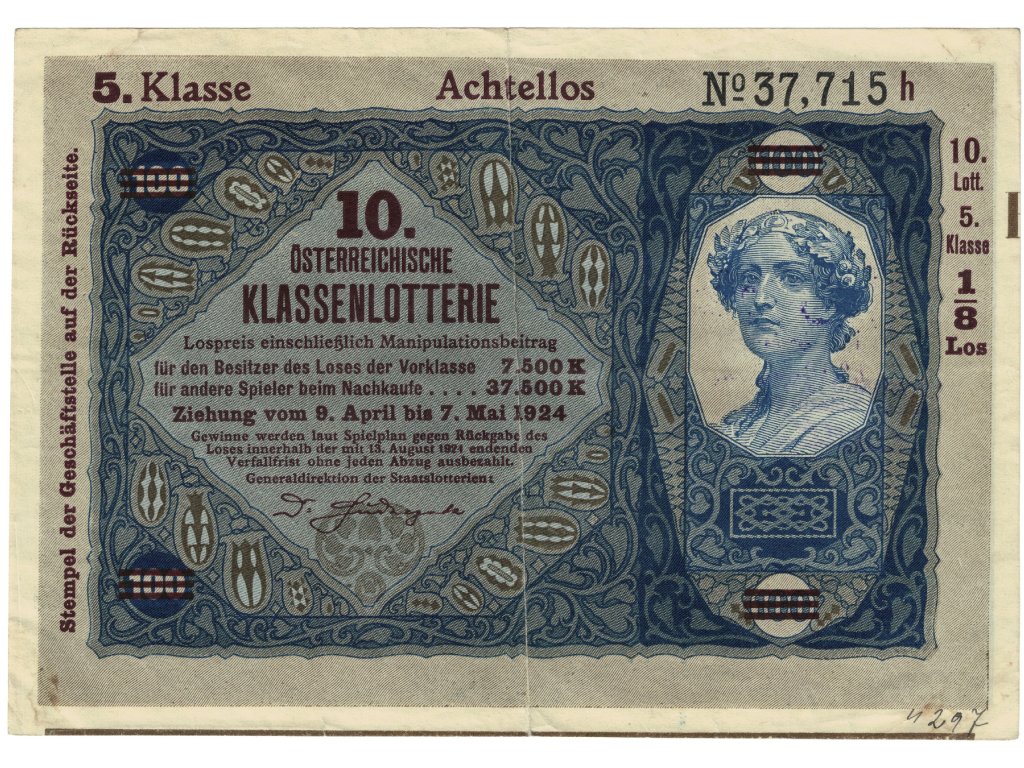 5. Klasse Achtellos Nº 37,715 h
100
100
10.
ÖSTERREICHISCHE
KLASSENLOTTERIE
Lospreis einschließlich Manipulationsbeitrag
für den Besitzer des Loses der Vorklasse 7.500 K
für andere Spieler beim Nachkaufe .... 37.500 K
Ziehung vom 9. April bis 7. Mai 1924
Gewinne werden laut Spielplan gegen Rückgabe des
Loses innerhalb der mit 13. August 1924 endenden
Verfallfrist ohne jeden Abzug ausbezahlt.
Generaldirektion der Staatslotterien:
100
100
10.
Lott.
5.
Klasse
1/8
Los
Stempel der Geschäftstelle auf der Rückseite.
4297